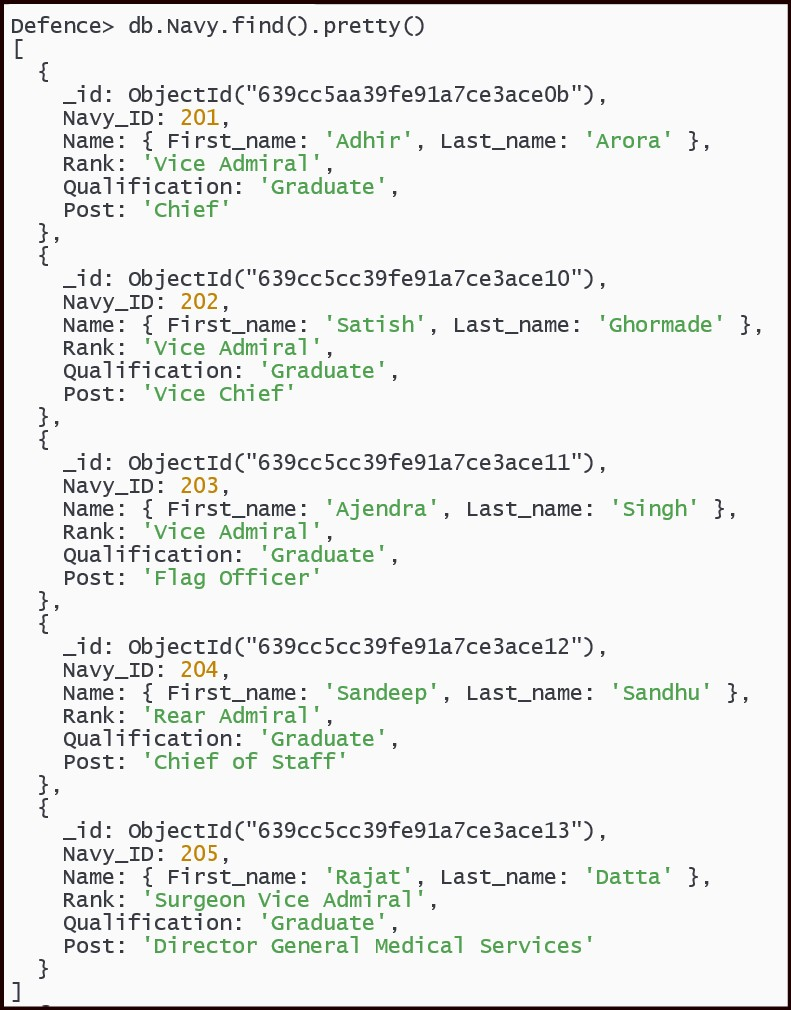 Defence> db.Navy.find().pretty()
[
  {
    _id: ObjectId("639cc5aa39fe91a7ce3ace0b"),
    Navy_ID: 201,
    Name: { First_name: 'Adhir', Last_name: 'Arora' },
    Rank: 'Vice Admiral',
    Qualification: 'Graduate',
    Post: 'Chief'
  },
  {
    _id: ObjectId("639cc5cc39fe91a7ce3ace10"),
    Navy_ID: 202,
    Name: { First_name: 'Satish', Last_name: 'Ghormade' },
    Rank: 'Vice Admiral',
    Qualification: 'Graduate',
    Post: 'Vice Chief'
  },
  {
    _id: ObjectId("639cc5cc39fe91a7ce3ace11"),
    Navy_ID: 203,
    Name: { First_name: 'Ajendra', Last_name: 'Singh' },
    Rank: 'Vice Admiral',
    Qualification: 'Graduate',
    Post: 'Flag Officer'
  },
  {
    _id: ObjectId("639cc5cc39fe91a7ce3ace12"),
    Navy_ID: 204,
    Name: { First_name: 'Sandeep', Last_name: 'Sandhu' },
    Rank: 'Rear Admiral',
    Qualification: 'Graduate',
    Post: 'Chief of Staff'
  },
  {
    _id: ObjectId("639cc5cc39fe91a7ce3ace13"),
    Navy_ID: 205,
    Name: { First_name: 'Rajat', Last_name: 'Datta' },
    Rank: 'Surgeon Vice Admiral',
    Qualification: 'Graduate',
    Post: 'Director General Medical Services'
  }
]